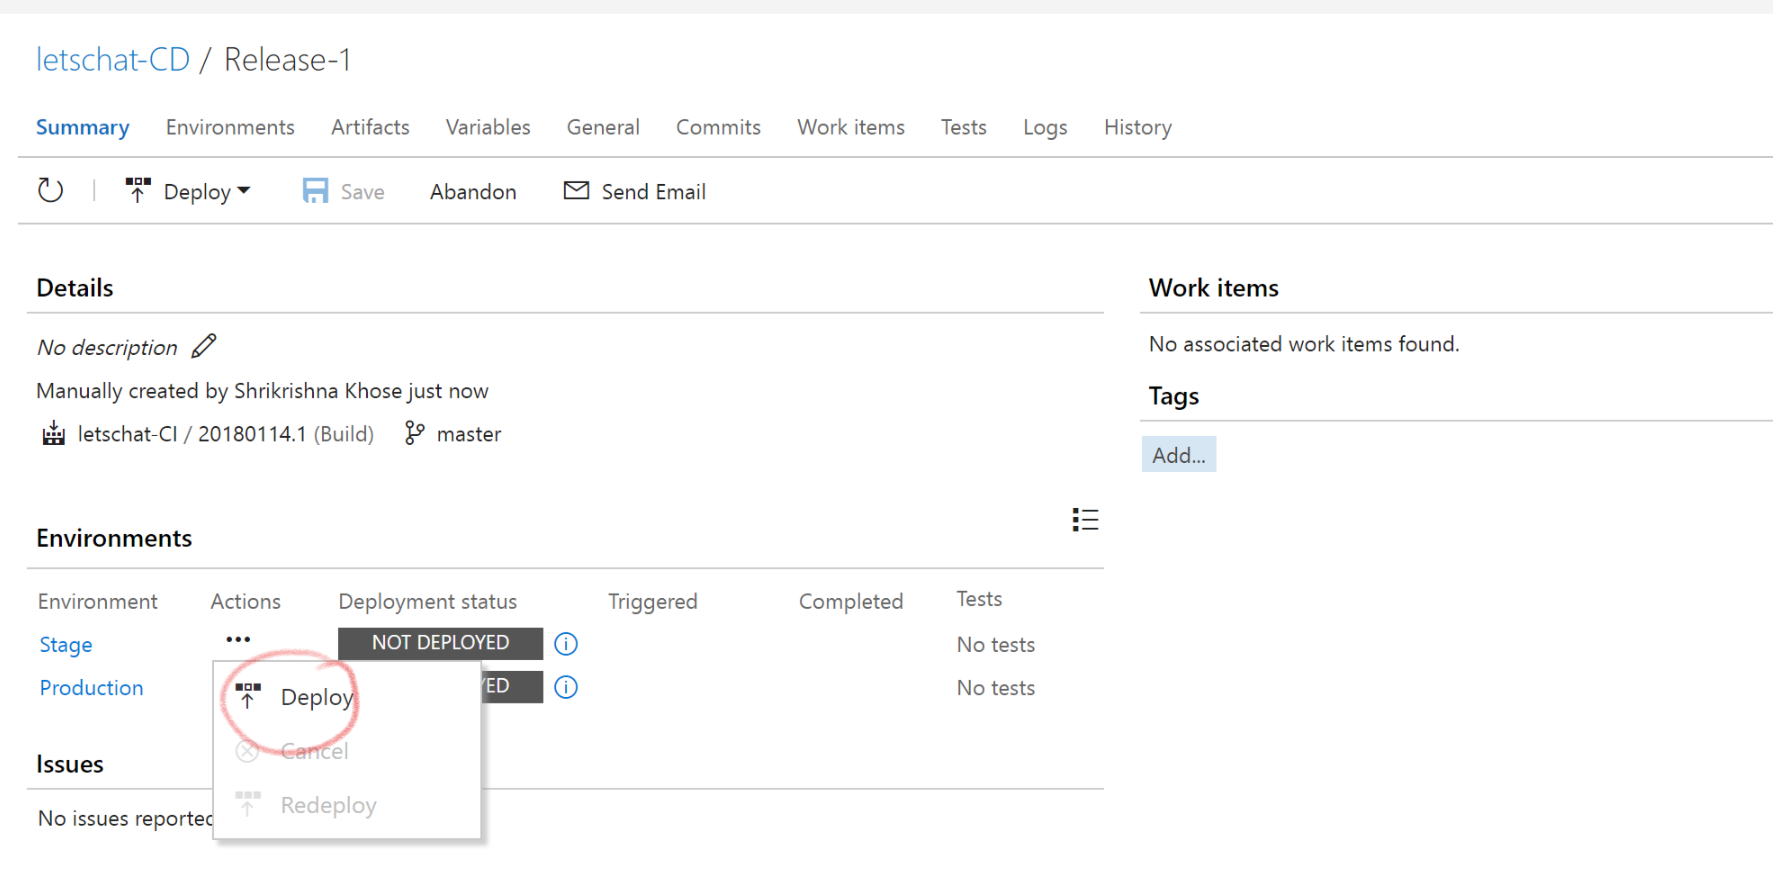 letschat-CD / Release-1
Summary Environments Artifacts Variables General Commits Work items Tests Logs History
Deploy Save Abandon Send Email
Details
No description
Manually created by Shrikrishna Khose just now
letschat-CI / 20180114.1 (Build) master
Work items
No associated work items found.
Tags
Add...
Environments
Environment Actions Deployment status Triggered Completed Tests
Stage ••• NOT DEPLOYED No tests
Production YED No tests
Deploy
Cancel
Redeploy
Issues
No issues reported